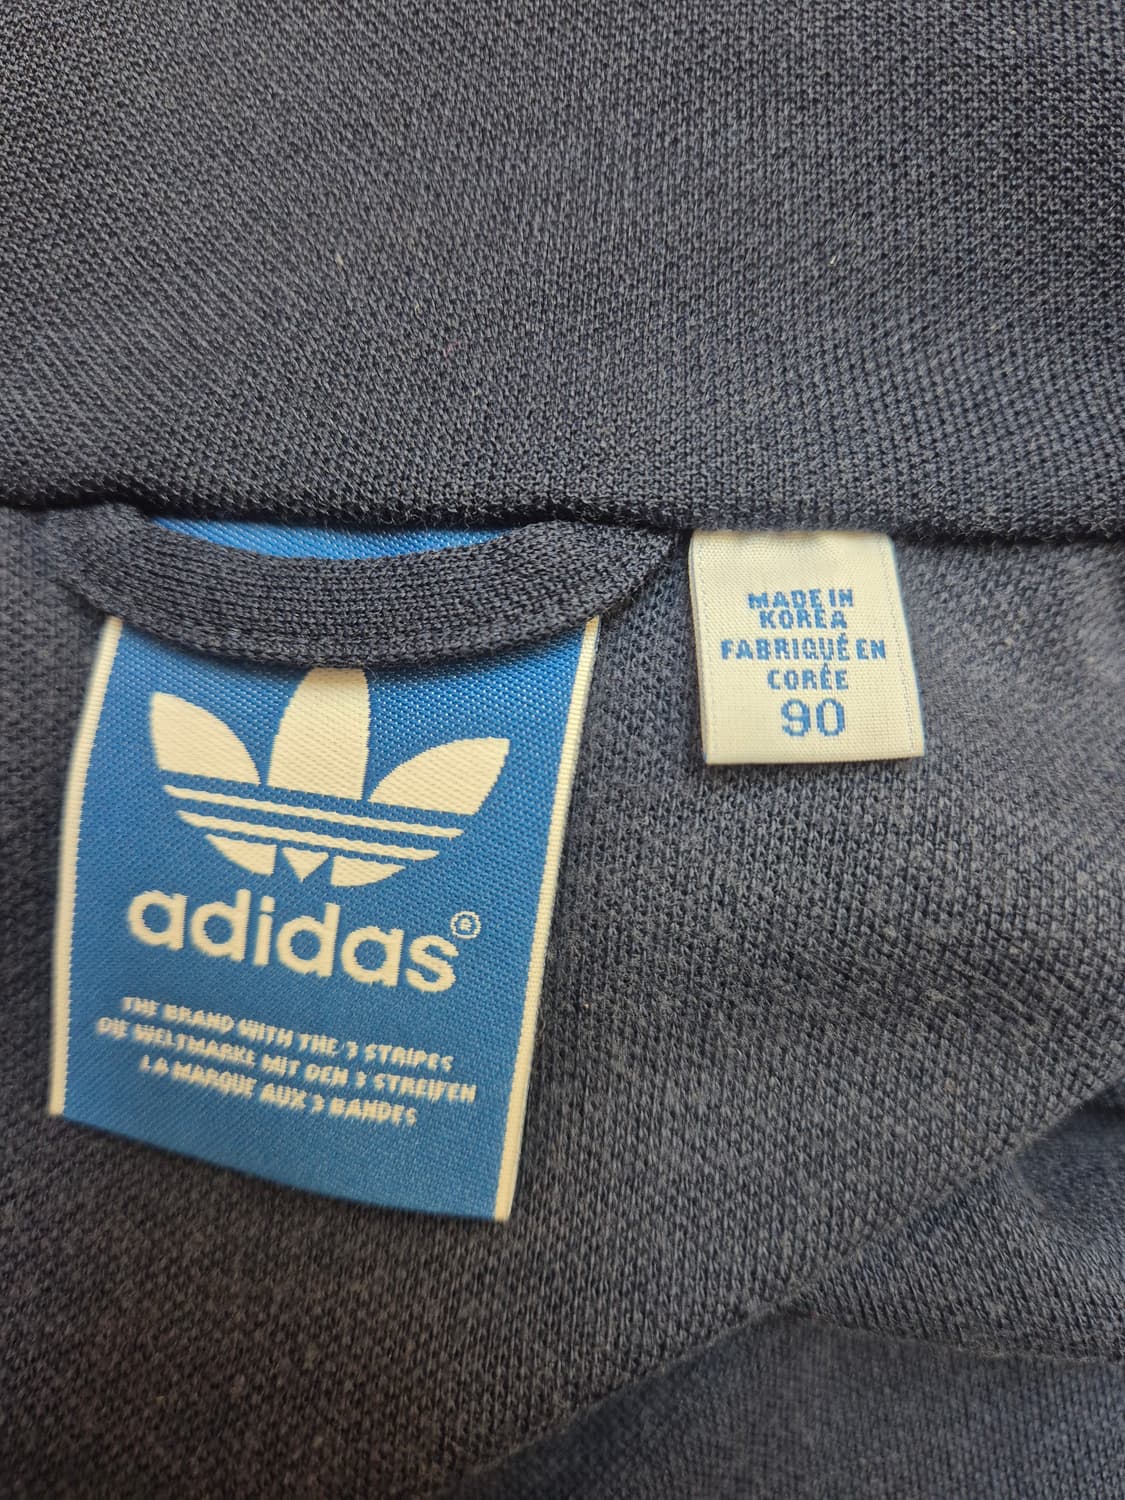 adidas®
THE BRAND WITH THE 3 STRIPES
DIE WELTMARKE MIT DEN 3 STREIFEN
LA MARQUE AUX 3 BANDES
MADE IN
KOREA
FABRIQUÉ EN
CORÉE
90